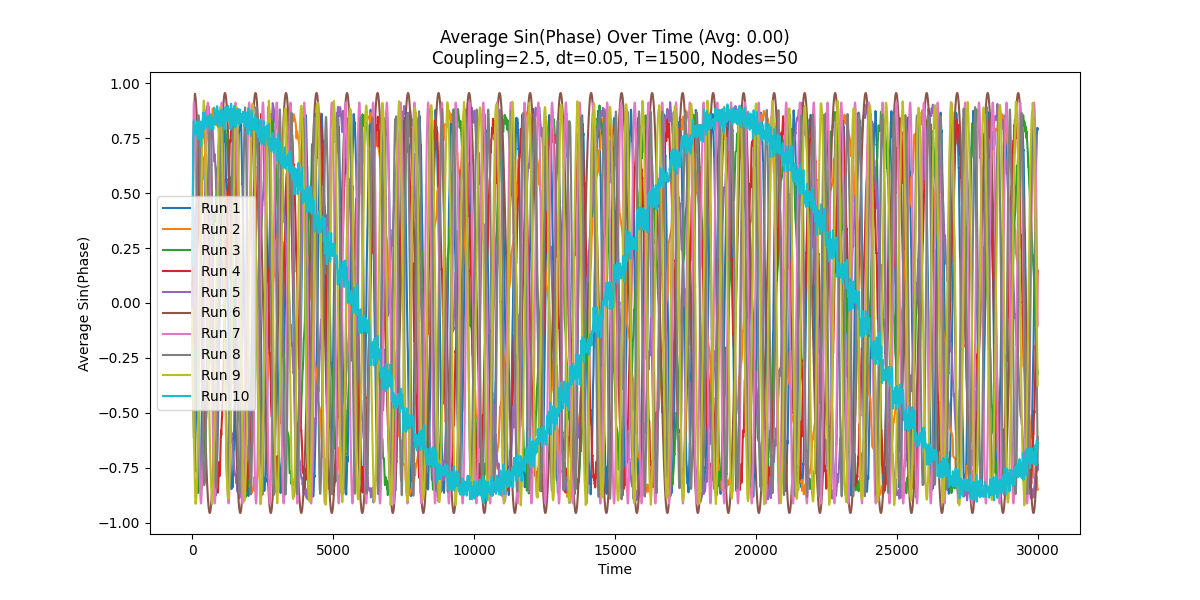 Average Sin(Phase) Over Time (Avg: 0.00)
Coupling=2.5, dt=0.05, T=1500, Nodes=50
Average Sin(Phase)
1.00
0.75
0.50
0.25
0.00
−0.25
−0.50
−0.75
−1.00
Run 1
Run 2
Run 3
Run 4
Run 5
Run 6
Run 7
Run 8
Run 9
Run 10
0 5000 10000 15000 20000 25000 30000
Time